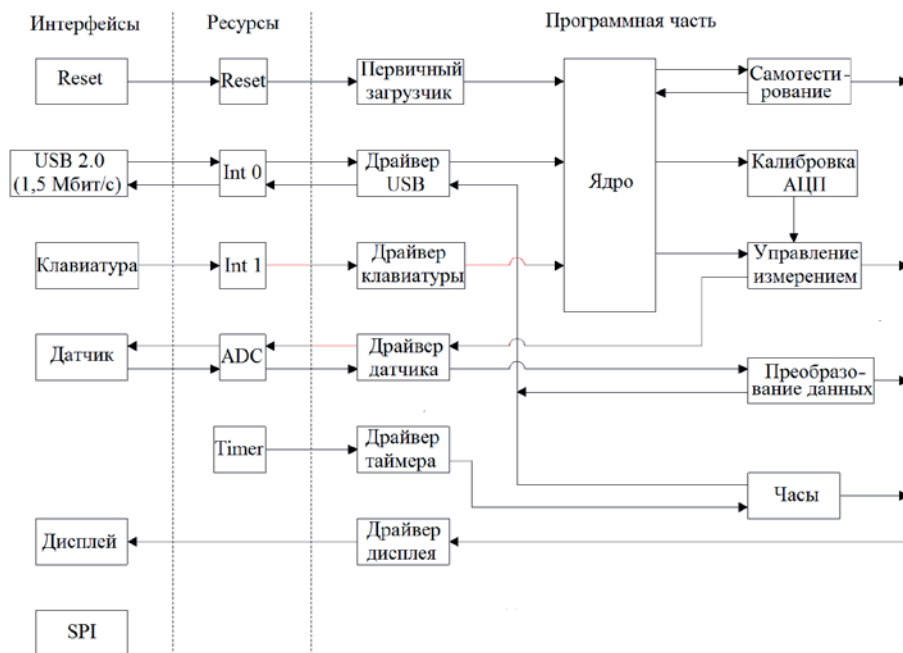 Интерфейсы
Ресурсы
Программная часть
Reset
Reset
Первичный
загрузчик
Ядро
Самотести-
рование
USB 2.0
(1,5 Мбит/с)
Int 0
Драйвер
USB
Калибровка
АЦП
Клавиатура
Int 1
Драйвер
клавиатуры
Управление
измерением
Датчик
ADC
Драйвер
датчика
Преобразо-
вание данных
Timer
Драйвер
таймера
Часы
Дисплей
Драйвер
дисплея
SPI